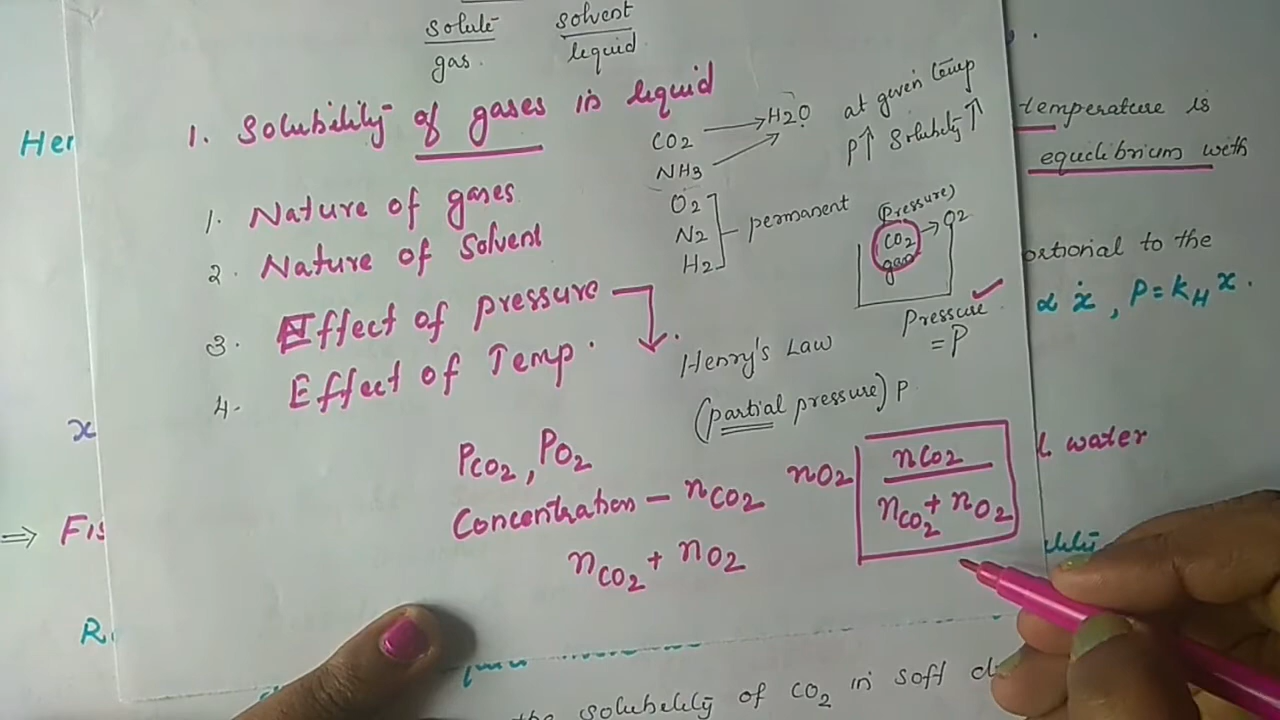 solute solvent
gas. liquid.
1. Solubility of gases in liquid
CO2 → H2O
NH3
at given temp
P↑ Solubility ↑
1. Nature of gases
2. Nature of Solvent
3. Effect of pressure
4. Effect of Temp.
O2
N2 permanent
H2
(Pressure)
CO2 → O2
gas
Pressure
= P
Henry's Law
(partial pressure) p
PCO2, PO2
Concentration - nCO2 nO2
nCO2 + nO2
nCO2
nCO2 + nO2
temperature is
equilibrium with
to the
α x, P = KH x.
water
x
the solubility of CO2 in soft